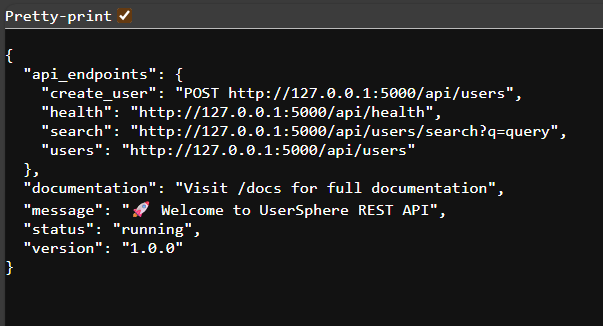 Pretty-print
{
"api_endpoints": {
"create_user": "POST http://127.0.0.1:5000/api/users",
"health": "http://127.0.0.1:5000/api/health",
"search": "http://127.0.0.1:5000/api/users/search?q=query",
"users": "http://127.0.0.1:5000/api/users"
},
"documentation": "Visit /docs for full documentation",
"message": "🚀 Welcome to UserSphere REST API",
"status": "running",
"version": "1.0.0"
}